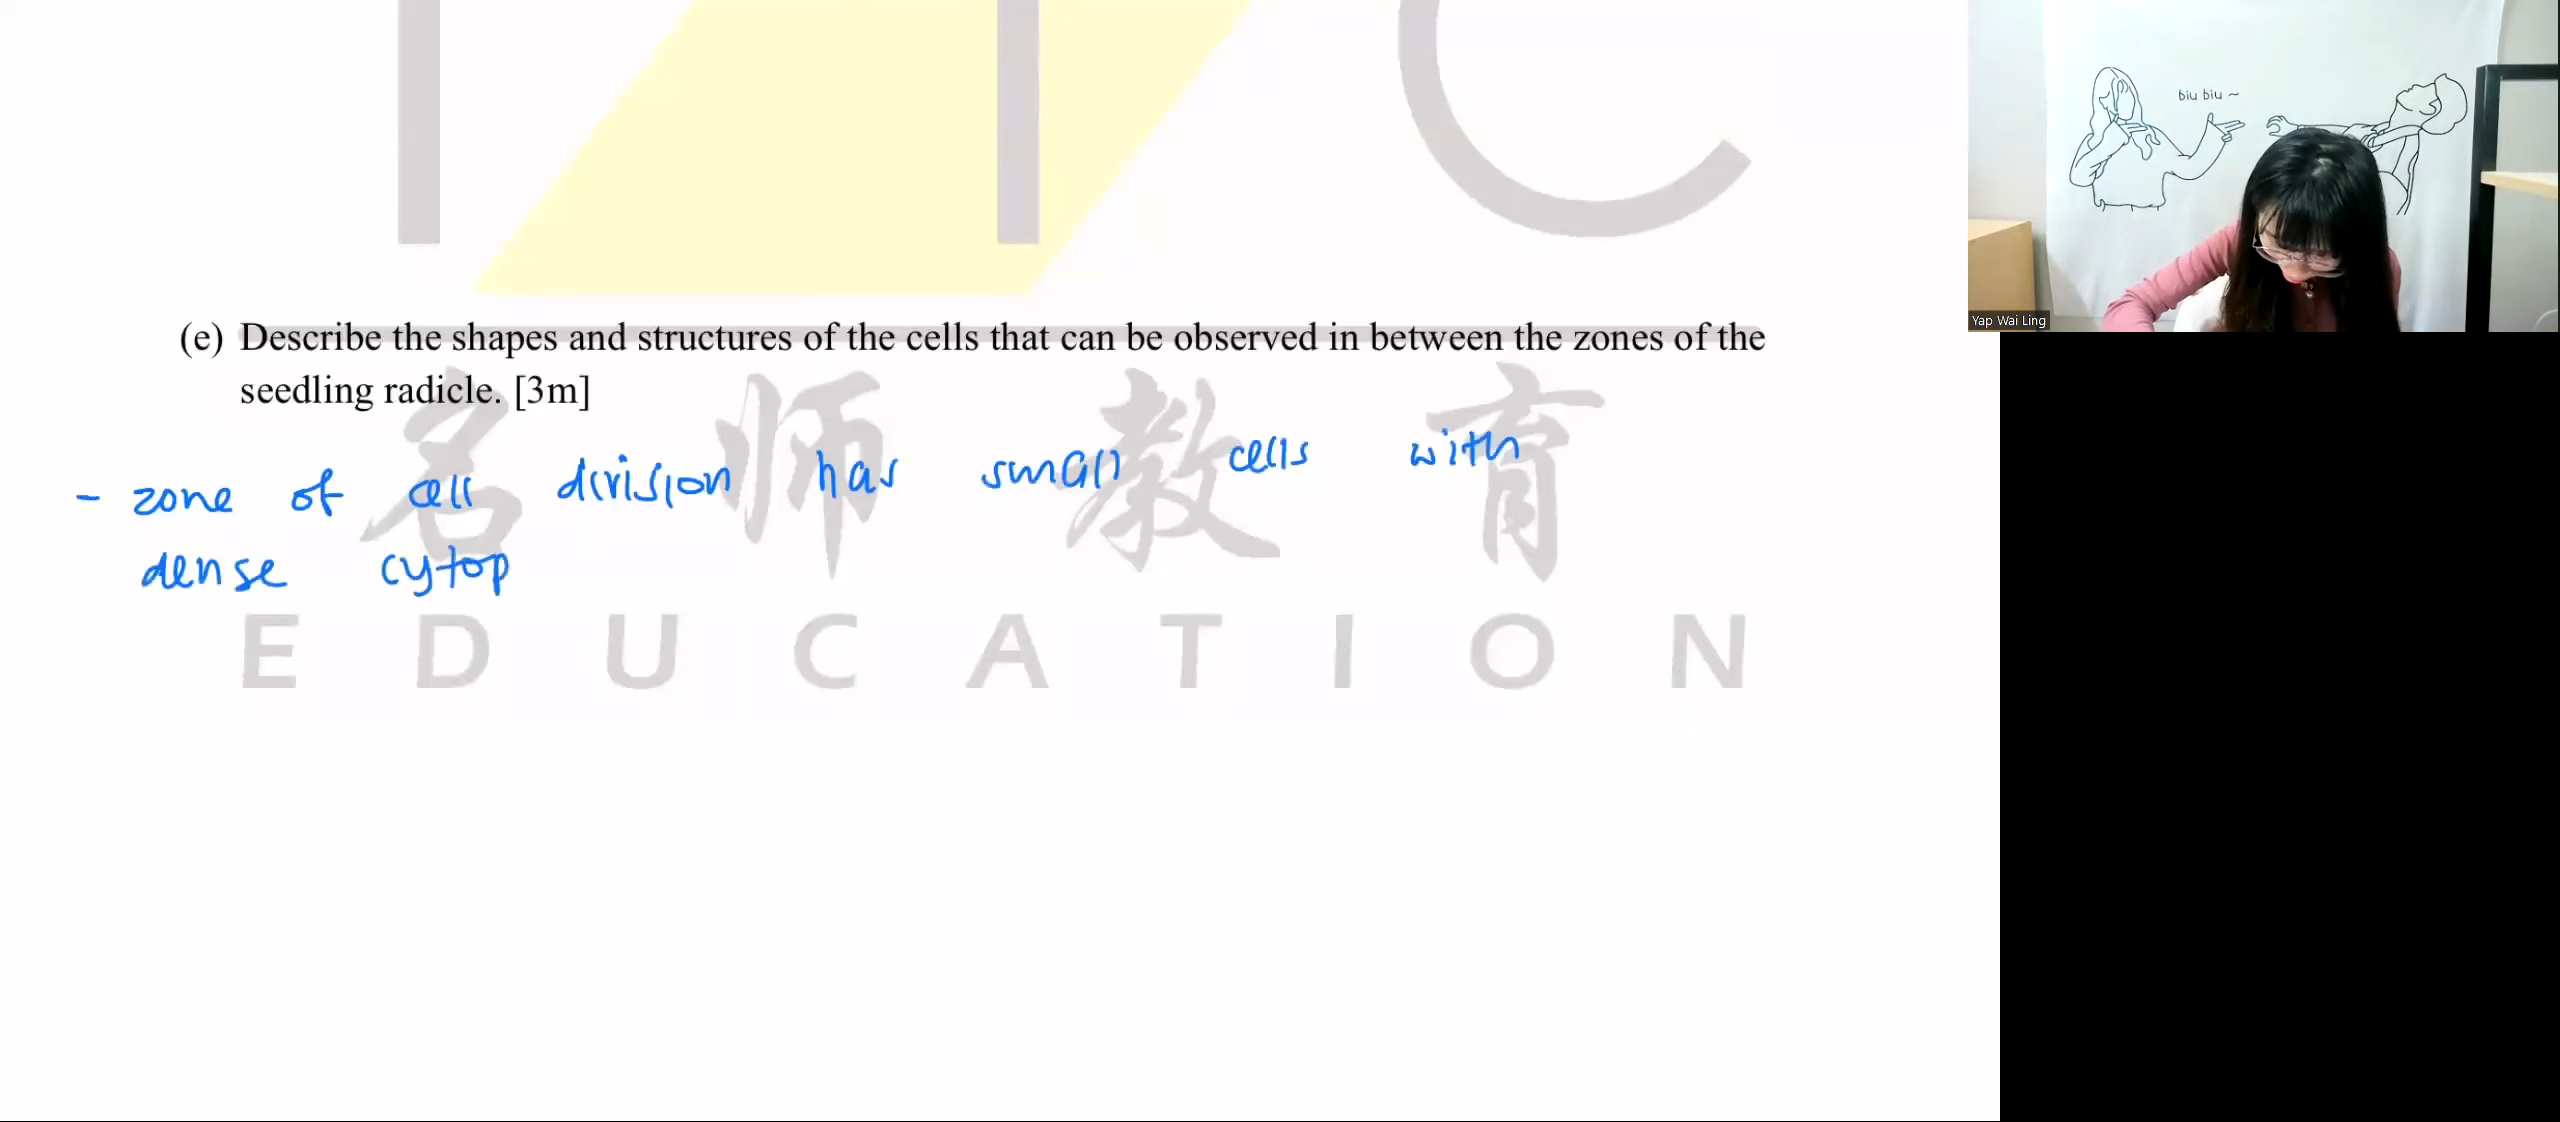 biu biu ~
Yap Wai Ling
(e) Describe the shapes and structures of the cells that can be observed in between the zones of the
seedling radicle. [3m]
名师教育
- zone of cell division has small cells with
dense cytop
EDUCATION